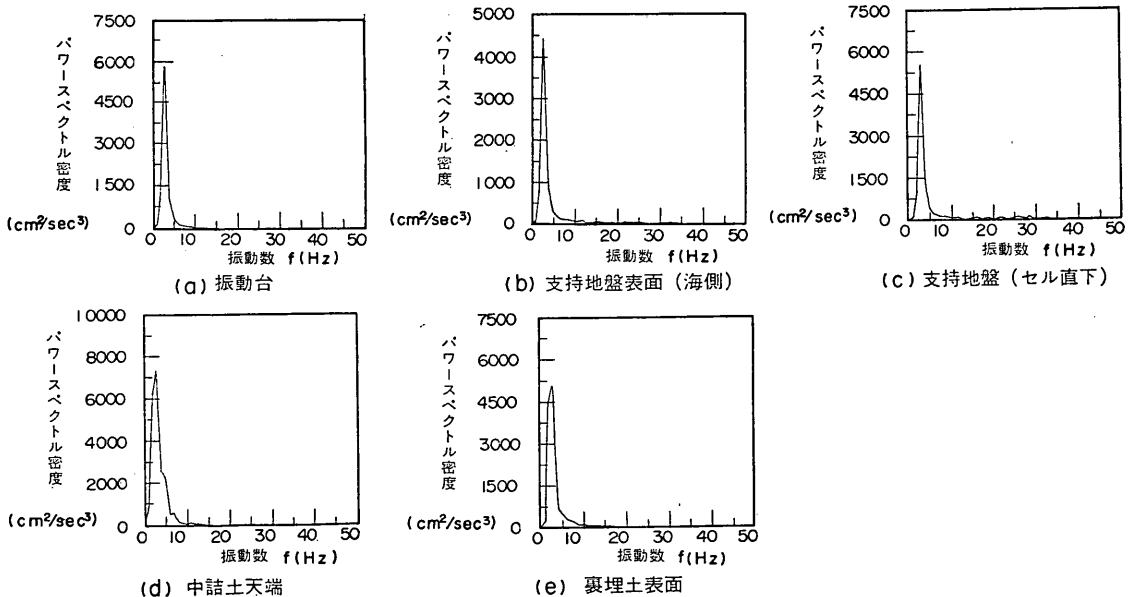 パワースペクトル密度
(cm²/sec³)
7500
6000
4500
3000
1500
0
0 10 20 30 40 50
振動数 f(Hz)
(a) 振動台
パワースペクトル密度
(cm²/sec³)
5000
4000
3000
2000
1000
0
0 10 20 30 40 50
振動数 f(Hz)
(b) 支持地盤表面（海側）
パワースペクトル密度
(cm²/sec³)
7500
6000
4500
3000
1500
0
0 10 20 30 40 50
振動数 f(Hz)
(c) 支持地盤（セル直下）
パワースペクトル密度
(cm²/sec³)
10000
8000
6000
4000
2000
0
0 10 20 30 40 50
振動数 f(Hz)
(d) 中詰土天端
パワースペクトル密度
(cm²/sec³)
7500
6000
4500
3000
1500
0
0 10 20 30 40 50
振動数 f(Hz)
(e) 裏埋土表面